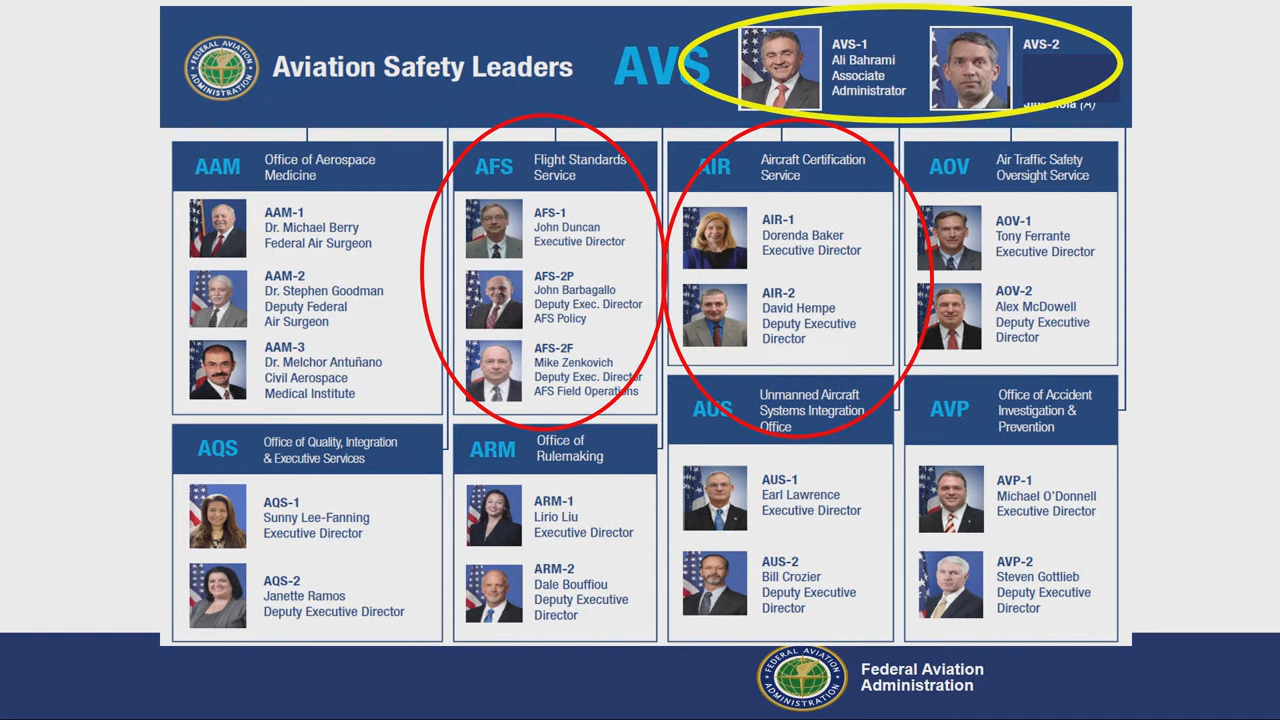 FEDERAL AVIATION
ADMINISTRATION
Aviation Safety Leaders
AVS
AVS-1
Ali Bahrami
Associate
Administrator
AVS-2
(A)
AAM
Office of Aerospace
Medicine
AAM-1
Dr. Michael Berry
Federal Air Surgeon
AAM-2
Dr. Stephen Goodman
Deputy Federal
Air Surgeon
AAM-3
Dr. Melchor Antuñano
Civil Aerospace
Medical Institute
AFS
Flight Standards
Service
AFS-1
John Duncan
Executive Director
AFS-2P
John Barbagallo
Deputy Exec. Director
AFS Policy
AFS-2F
Mike Zenkovich
Deputy Exec. Director
AFS Field Operations
AIR
Aircraft Certification
Service
AIR-1
Dorenda Baker
Executive Director
AIR-2
David Hempe
Deputy Executive
Director
AOV
Air Traffic Safety
Oversight Service
AOV-1
Tony Ferrante
Executive Director
AOV-2
Alex McDowell
Deputy Executive
Director
AQS
Office of Quality, Integration
& Executive Services
AQS-1
Sunny Lee-Fanning
Executive Director
AQS-2
Janette Ramos
Deputy Executive Director
ARM
Office of
Rulemaking
ARM-1
Lirio Liu
Executive Director
ARM-2
Dale Bouffiou
Deputy Executive
Director
AUS
Unmanned Aircraft
Systems Integration
Office
AUS-1
Earl Lawrence
Executive Director
AUS-2
Bill Crozier
Deputy Executive
Director
AVP
Office of Accident
Investigation &
Prevention
AVP-1
Michael O'Donnell
Executive Director
AVP-2
Steven Gottlieb
Deputy Executive
Director
FEDERAL AVIATION
ADMINISTRATION
Federal Aviation
Administration